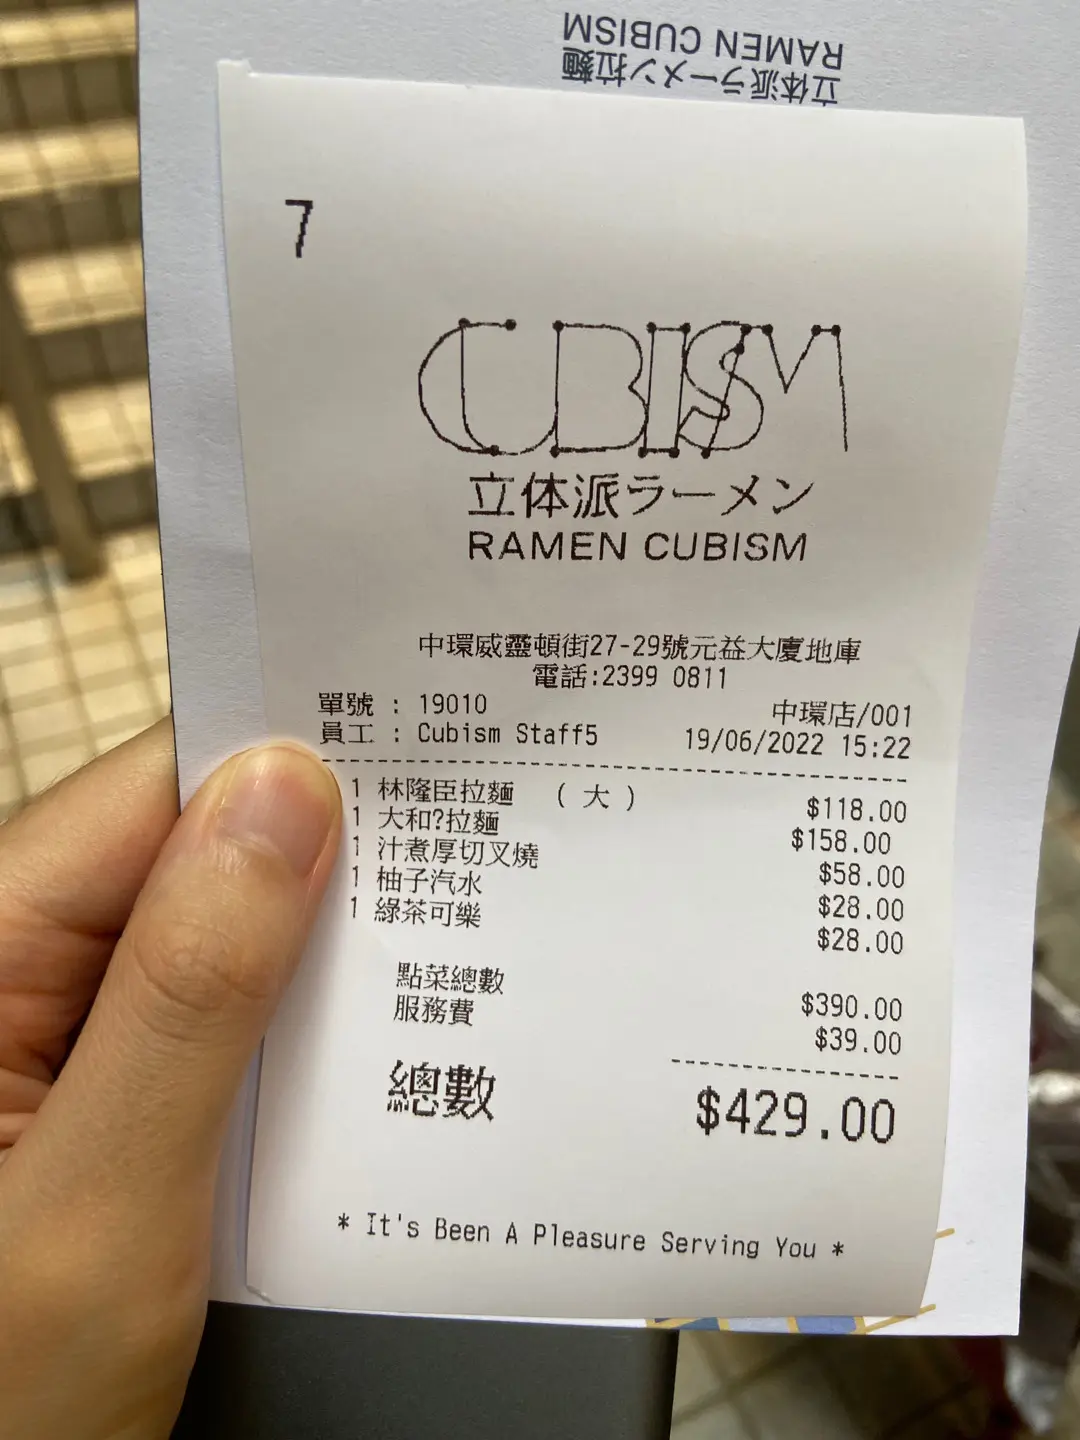 RAMEN CUBISM
立体派ラーメン拉麵
7
CUBISM
立体派ラーメン
RAMEN CUBISM
中環威靈頓街27-29號元益大廈地庫
電話:2399 0811
單號 : 19010 中環店/001
員工 : Cubism Staff5 19/06/2022 15:22
1 林隆臣拉麵 (大) $118.00
1 大和?拉麵 $158.00
1 汁煮厚切叉燒 $58.00
1 柚子汽水 $28.00
1 綠茶可樂 $28.00
點菜總數 $390.00
服務費 $39.00
總數 $429.00
* It's Been A Pleasure Serving You *